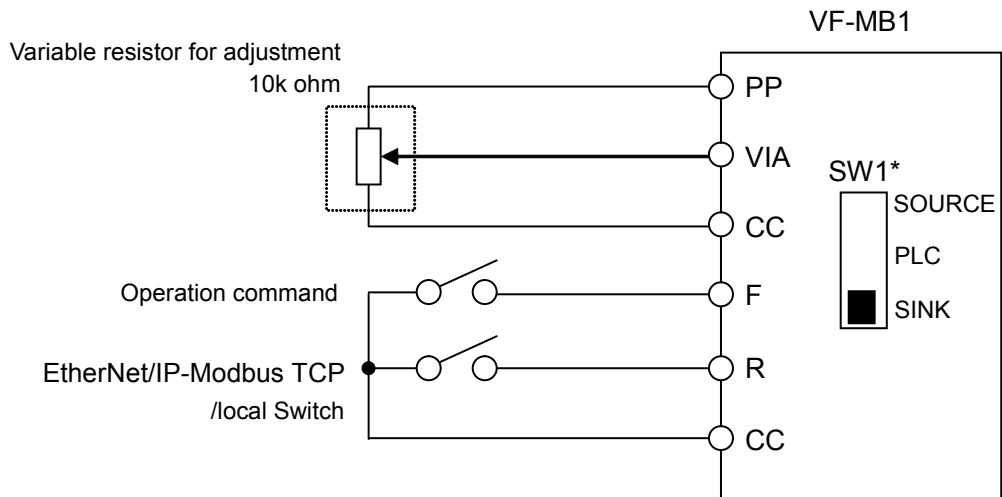 VF-MB1
Variable resistor for adjustment
10k ohm
PP
VIA
CC
SW1*
SOURCE
PLC
SINK
Operation command
F
EtherNet/IP-Modbus TCP
/local Switch
R
CC